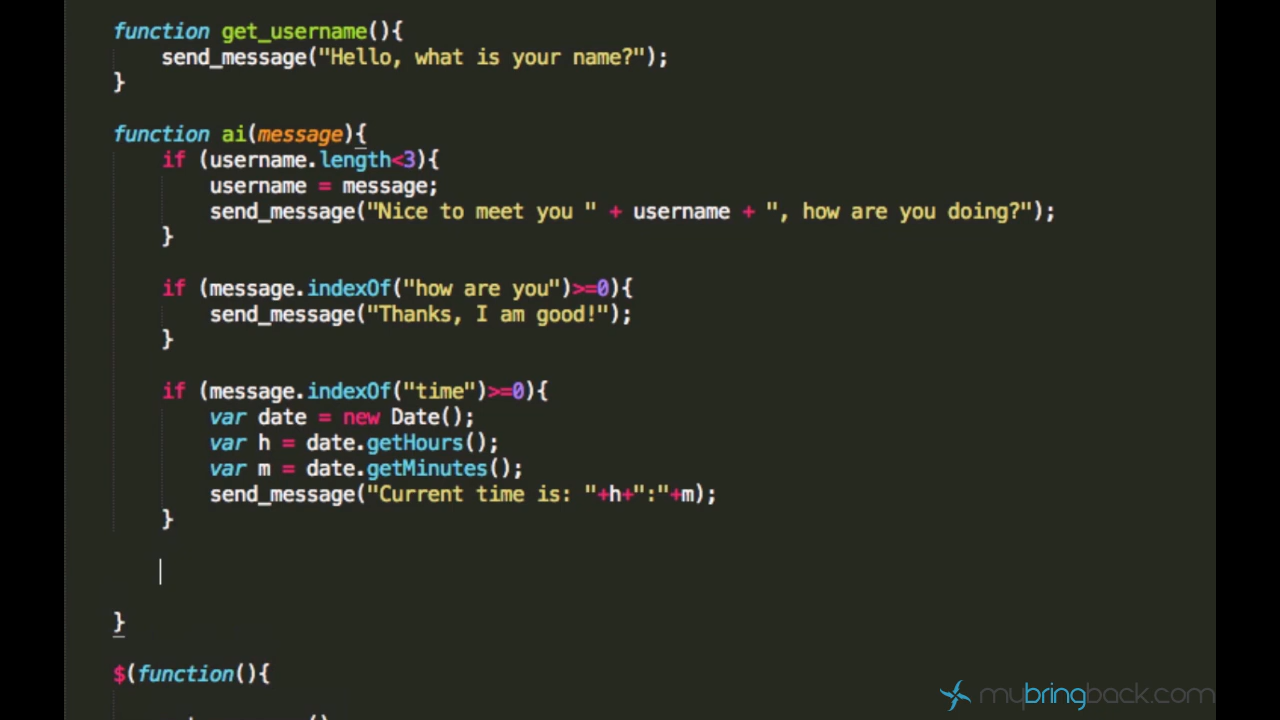 function get_username(){
    send_message("Hello, what is your name?");
}
function ai(message){
    if (username.length<3){
        username = message;
        send_message("Nice to meet you " + username + ", how are you doing?");
    }
    if (message.indexOf("how are you")>=0){
        send_message("Thanks, I am good!");
    }
    if (message.indexOf("time")>=0){
        var date = new Date();
        var h = date.getHours();
        var m = date.getMinutes();
        send_message("Current time is: "+h+":"+m);
    }
}
$(function(){
mybringback.com